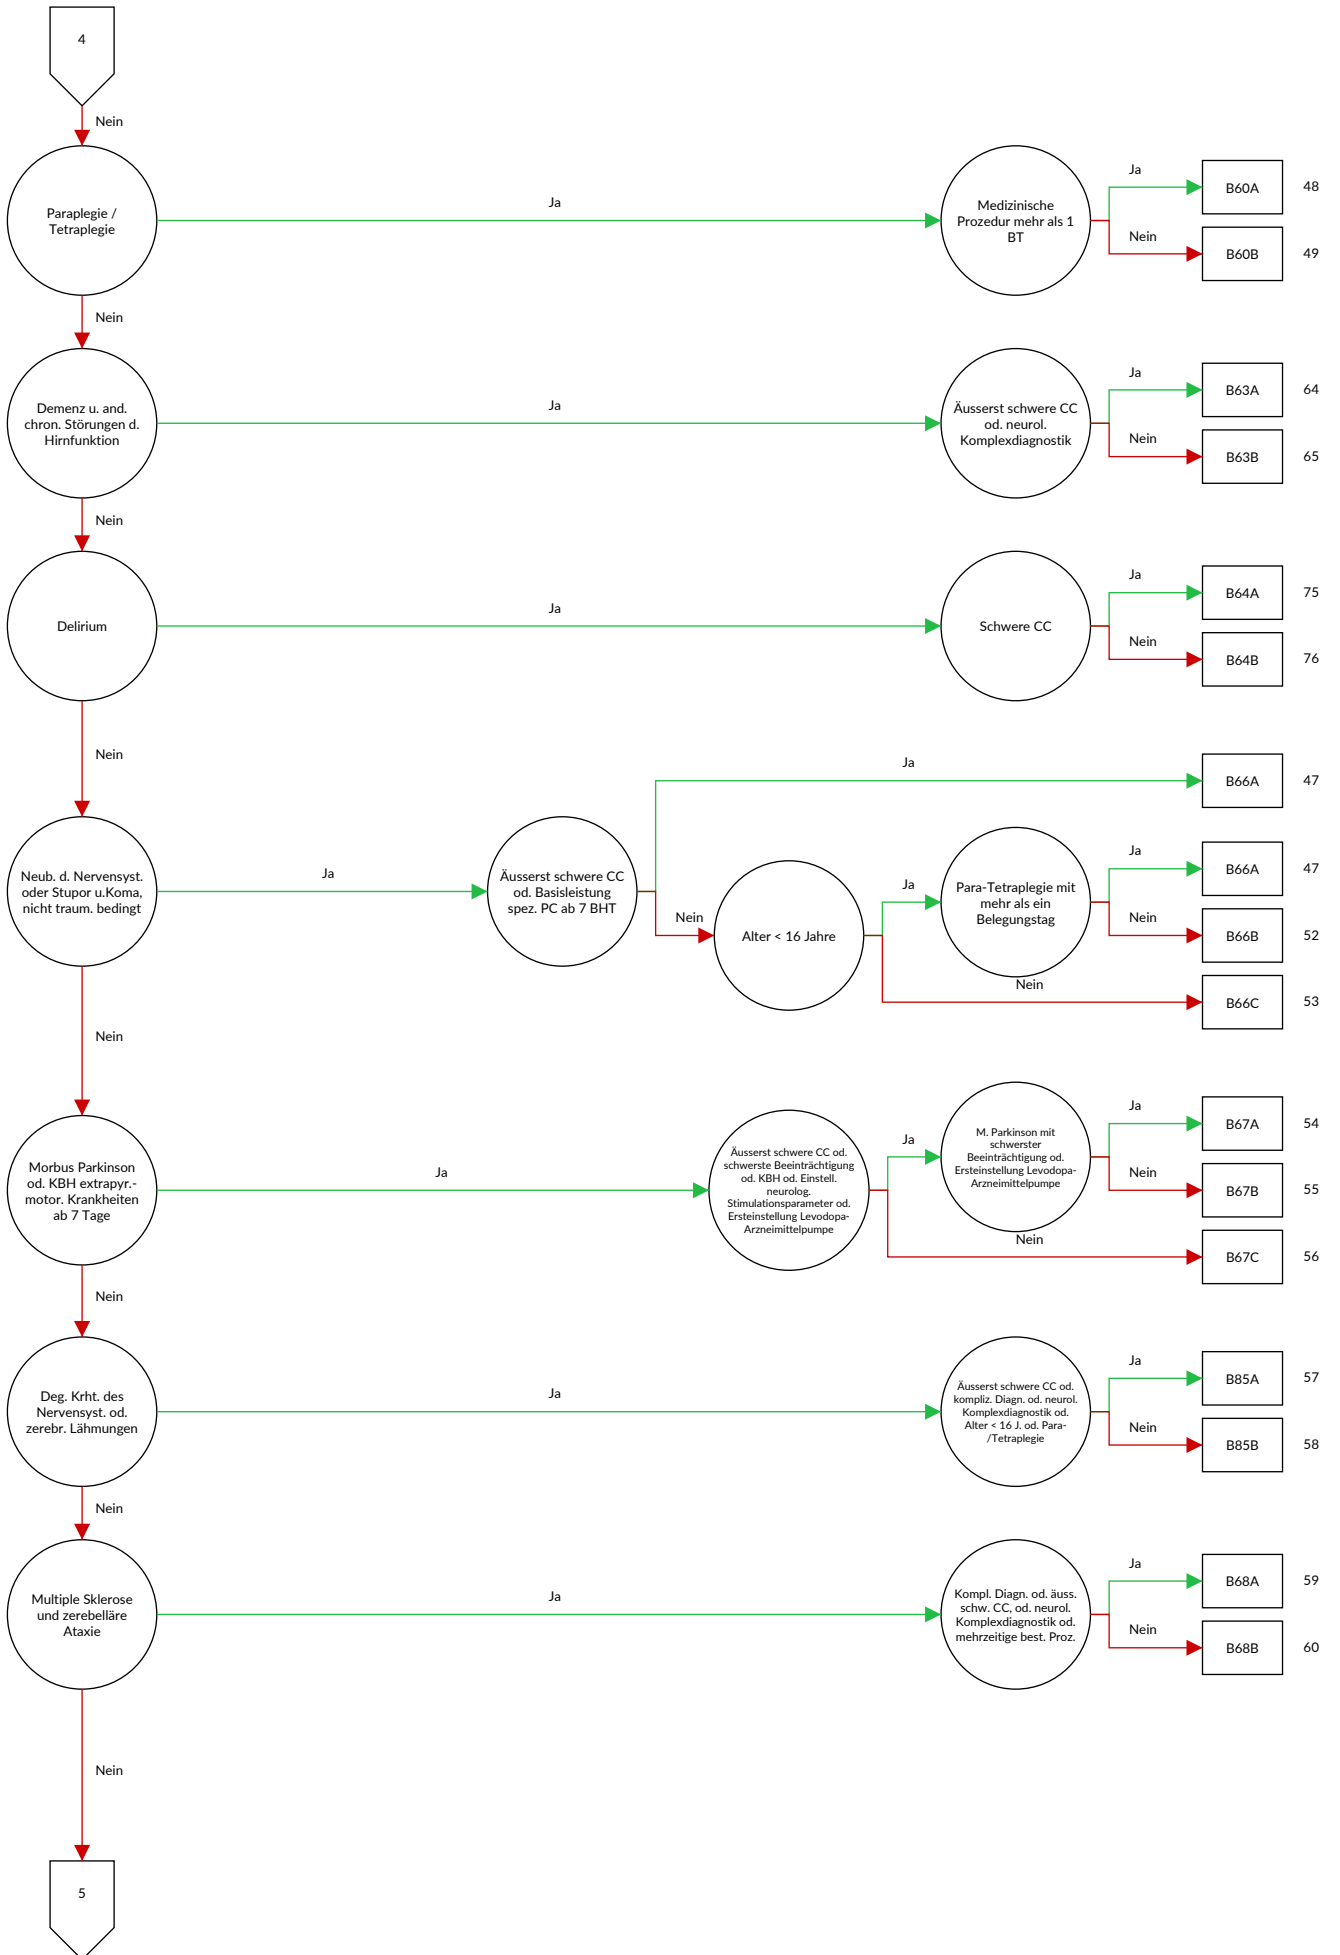 4
Nein
Paraplegie /
Tetraplegie
Ja
Medizinische
Prozedur mehr als 1
BT
Ja
B60A
48
Nein
B60B
49
Nein
Demenz u. and.
chron. Störungen d.
Hirnfunktion
Ja
Äusserst schwere CC
od. neurol.
Komplexdiagnostik
Ja
B63A
64
Nein
B63B
65
Nein
Delirium
Ja
Schwere CC
Ja
B64A
75
Nein
B64B
76
Nein
Neub. d. Nervensyst.
oder Stupor u.Koma,
nicht traum. bedingt
Ja
Äusserst schwere CC
od. Basisleistung
spez. PC ab 7 BHT
Ja
B66A
47
Nein
Alter < 16 Jahre
Ja
Para-Tetraplegie mit
mehr als ein
Belegungstag
Ja
B66A
47
Nein
B66B
52
Nein
B66C
53
Nein
Morbus Parkinson
od. KBH extrapyr.-
motor. Krankheiten
ab 7 Tage
Ja
Äusserst schwere CC od.
schwerste Beeinträchtigung
od. KBH od. Einstell.
neurolog.
Stimulationsparameter od.
Ersteinstellung Levodopa-
Arzneimittelpumpe
Ja
M. Parkinson mit
schwerster
Beeinträchtigung od.
Ersteinstellung Levodopa-
Arzneimittelpumpe
Ja
B67A
54
Nein
B67B
55
Nein
B67C
56
Nein
Deg. Krht. des
Nervensyst. od.
zerebr. Lähmungen
Ja
Äusserst schwere CC od.
kompliz. Diagn. od. neurol.
Komplexdiagnostik od.
Alter < 16 J. od. Para-
/Tetraplegie
Ja
B85A
57
Nein
B85B
58
Nein
Multiple Sklerose
und zerebelläre
Ataxie
Ja
Kompl. Diagn. od. äuss.
schw. CC, od. neurol.
Komplexdiagnostik od.
mehrzeitige best. Proz.
Ja
B68A
59
Nein
B68B
60
Nein
5